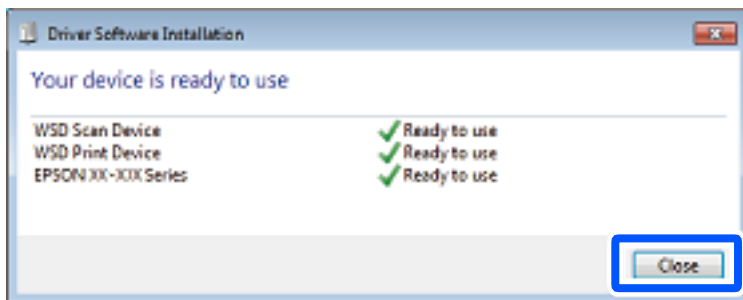 Driver Software Installation
Your device is ready to use
WSD Scan Device Ready to use
WSD Print Device Ready to use
EPSON XX-XXX Series Ready to use
Close